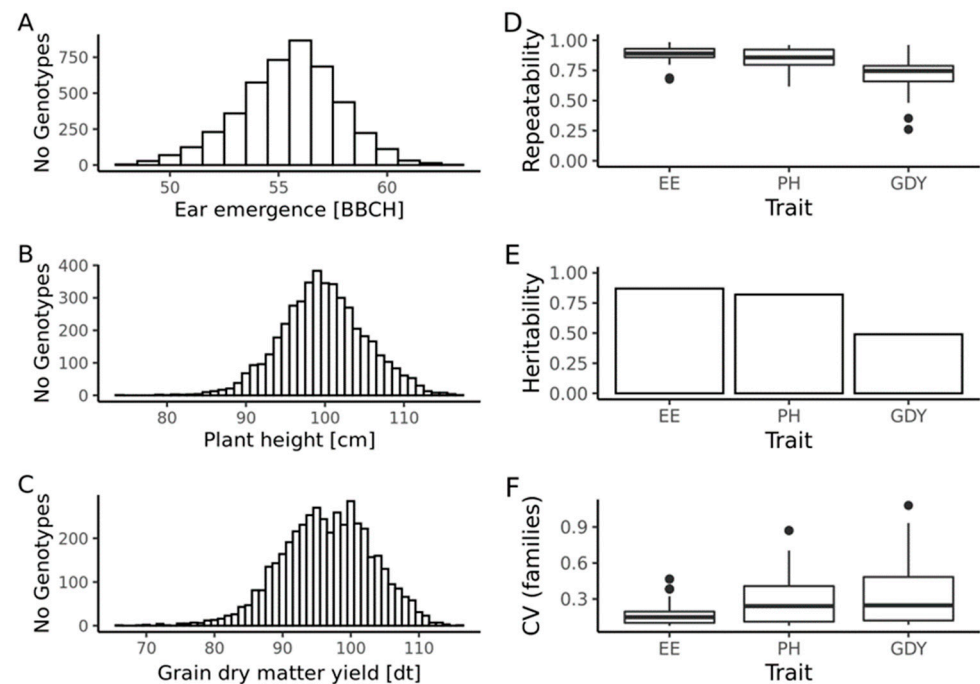 A
No Genotypes
750
500
250
0
50 55 60
Ear emergence [BBCH]
B
No Genotypes
400
300
200
100
0
80 90 100 110
Plant height [cm]
C
No Genotypes
200
100
0
70 80 90 100 110
Grain dry matter yield [dt]
D
Repeatability
1.00
0.75
0.50
0.25
0.00
EE PH GDY
Trait
E
Heritability
1.00
0.75
0.50
0.25
0.00
EE PH GDY
Trait
F
CV (families)
0.9
0.6
0.3
EE PH GDY
Trait